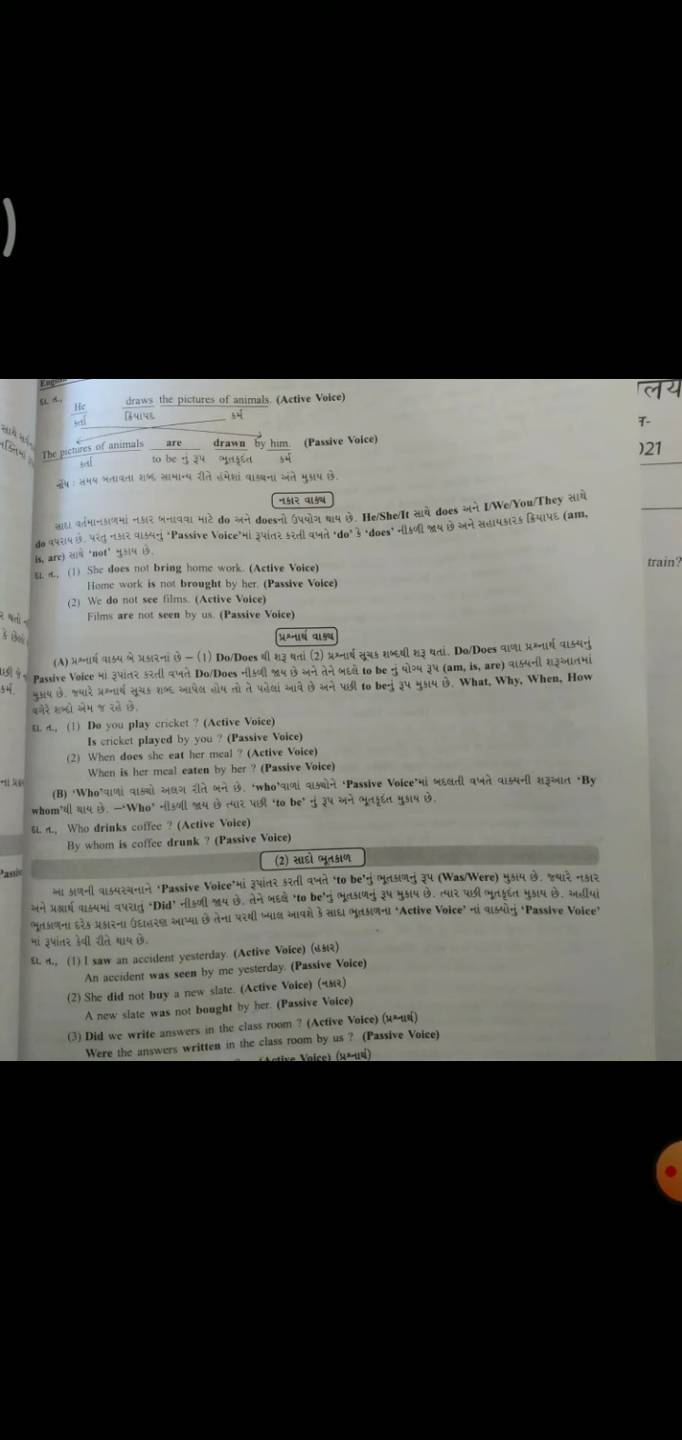 દા. ત.,
He draws the pictures of animals. (Active Voice)
કર્તા ક્રિયાપદ કર્મ
The pictures of animals are drawn by him. (Passive Voice)
કર્તા to be નું રૂપ ભૂતકૃદંત કર્મ
નોંધ : સમય બતાવતા શબ્દ સામાન્ય રીતે હંમેશાં વાક્યના અંતે મુકાય છે.
નકાર વાક્ય
સાદા વર્તમાનકાળમાં નકાર બનાવવા માટે do અને doesનો ઉપયોગ થાય છે. He/She/It સાથે does અને I/We/You/They સાથે
do વપરાય છે. પરંતુ નકાર વાક્યનું ‘Passive Voice’માં રૂપાંતર કરતી વખતે ‘do’ કે ‘does’ નીકળી જાય છે અને સહાયકારક ક્રિયાપદ (am,
is, are) સાથે ‘not’ મુકાય છે.
દા. ત., (1) She does not bring home work. (Active Voice)
Home work is not brought by her. (Passive Voice)
(2) We do not see films. (Active Voice)
Films are not seen by us. (Passive Voice)
પ્રશ્નાર્થ વાક્ય
(A) પ્રશ્નાર્થ વાક્ય બે પ્રકારનાં છે – (1) Do/Does થી શરૂ થતાં (2) પ્રશ્નાર્થ સૂચક શબ્દથી શરૂ થતાં. Do/Does વાળા પ્રશ્નાર્થ વાક્યનું
Passive Voice માં રૂપાંતર કરતી વખતે Do/Does નીકળી જાય છે અને તેને બદલે to be નું યોગ્ય રૂપ (am, is, are) વાક્યની શરૂઆતમાં
મુકાય છે. જ્યારે પ્રશ્નાર્થ સૂચક શબ્દ આપેલ હોય તો તે પહેલાં આવે છે અને પછી to beનું રૂપ મુકાય છે. What, Why, When, How
વગેરે શબ્દો એમ જ રહે છે.
દા. ત., (1) Do you play cricket ? (Active Voice)
Is cricket played by you ? (Passive Voice)
(2) When does she eat her meal ? (Active Voice)
When is her meal eaten by her ? (Passive Voice)
(B) ‘Who’વાળાં વાક્યો અલગ રીતે બને છે. ‘who’વાળાં વાક્યોને ‘Passive Voice’માં બદલતી વખતે વાક્યની શરૂઆત ‘By
whom’થી થાય છે. –‘Who’ નીકળી જાય છે ત્યાર પછી ‘to be’ નું રૂપ અને ભૂતકૃદંત મુકાય છે.
દા. ત., Who drinks coffee ? (Active Voice)
By whom is coffee drunk ? (Passive Voice)
(2) સાદો ભૂતકાળ
આ કાળની વાક્યરચનાને ‘Passive Voice’માં રૂપાંતર કરતી વખતે ‘to be’નું ભૂતકાળનું રૂપ (Was/Were) મુકાય છે. જ્યારે નકાર
અને પ્રશ્નાર્થ વાક્યમાં વપરાતું ‘Did’ નીકળી જાય છે. તેને બદલે ‘to be’નું ભૂતકાળનું રૂપ મુકાય છે. ત્યાર પછી ભૂતકૃદંત મુકાય છે. અહીંયાં
ભૂતકાળના દરેક પ્રકારના ઉદાહરણ આપ્યા છે તેના પરથી ખ્યાલ આવશે કે સાદા ભૂતકાળના ‘Active Voice’ નાં વાક્યોનું ‘Passive Voice’
માં રૂપાંતર કેવી રીતે થાય છે.
દા. ત., (1) I saw an accident yesterday. (Active Voice) (હકાર)
An accident was seen by me yesterday. (Passive Voice)
(2) She did not buy a new slate. (Active Voice) (નકાર)
A new slate was not bought by her. (Passive Voice)
(3) Did we write answers in the class room ? (Active Voice) (પ્રશ્નાર્થ)
Were the answers written in the class room by us ? (Passive Voice)
(Active Voice) (પ્રશ્નાર્થ)
train?